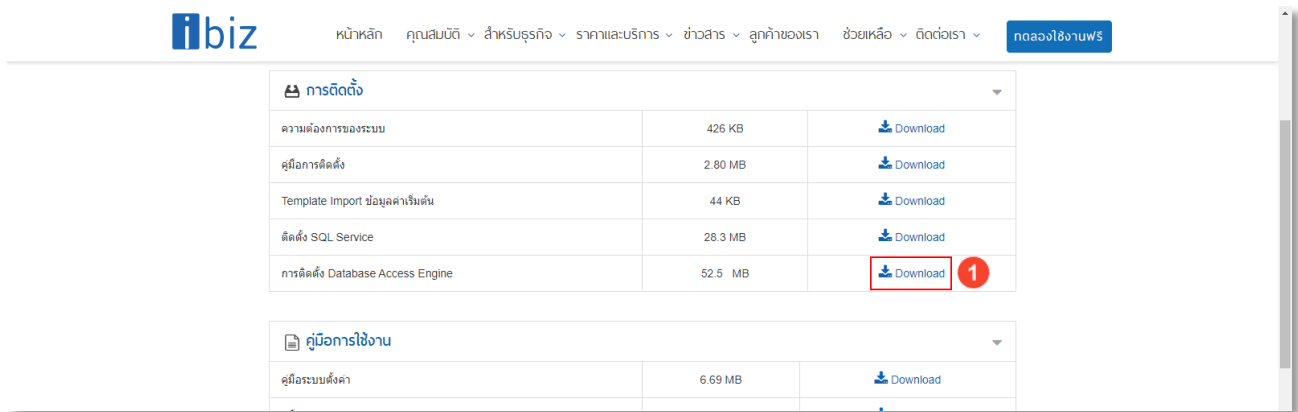 ibiz
หน้าหลัก คุณสมบัติ สำหรับธุรกิจ ราคาและบริการ ข่าวสาร ลูกค้าของเรา ช่วยเหลือ ติดต่อเรา ทดลองใช้งานฟรี
การติดตั้ง
ความต้องการของระบบ 426 KB Download
คู่มือการติดตั้ง 2.80 MB Download
Template Import ข้อมูลค่าเริ่มต้น 44 KB Download
ติดตั้ง SQL Service 28.3 MB Download
การติดตั้ง Database Access Engine 52.5 MB Download 1
คู่มือการใช้งาน
คู่มือระบบตั้งค่า 6.69 MB Download